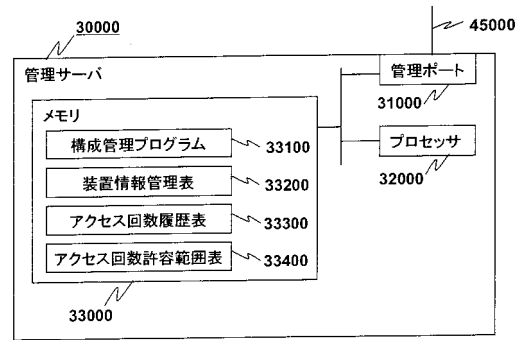 30000
45000
管理サーバ
管理ポート
31000
メモリ
構成管理プログラム
33100
プロセッサ
32000
装置情報管理表
33200
アクセス回数履歴表
33300
アクセス回数許容範囲表
33400
33000